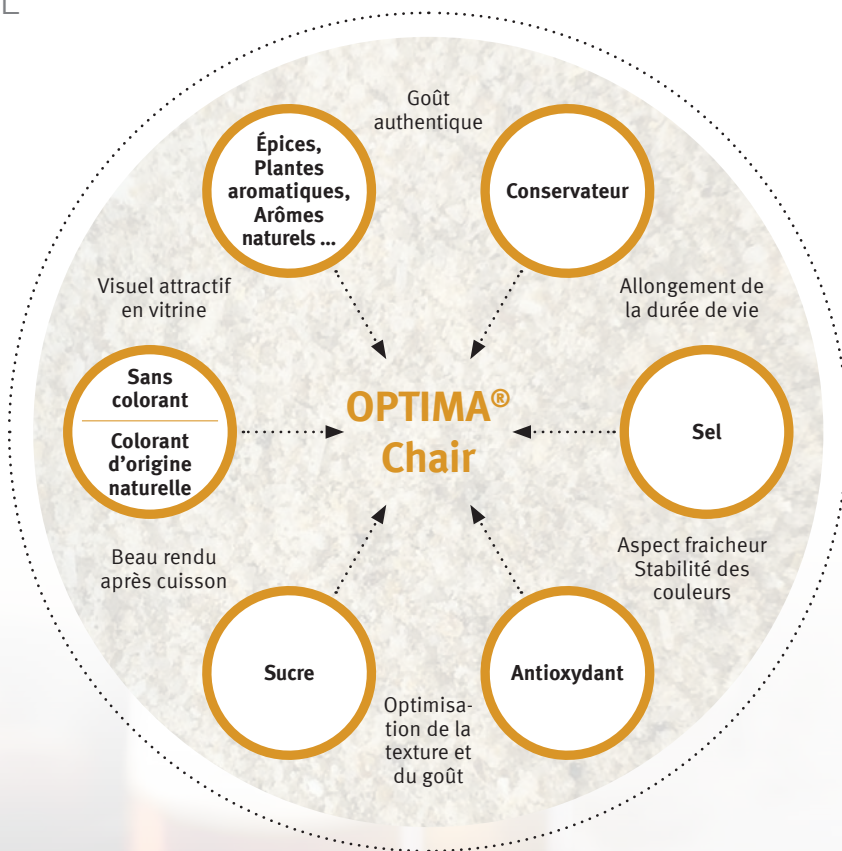 E
Goût
authentique
Épices,
Plantes
aromatiques,
Arômes
naturels ...
Conservateur
Visuel attractif
en vitrine
Allongement de
la durée de vie
Sans
colorant
Colorant
d'origine
naturelle
OPTIMA®
Chair
Sel
Beau rendu
après cuisson
Aspect fraicheur
Stabilité des
couleurs
Sucre
Antioxydant
Optimisa-
tion de la
texture et
du goût